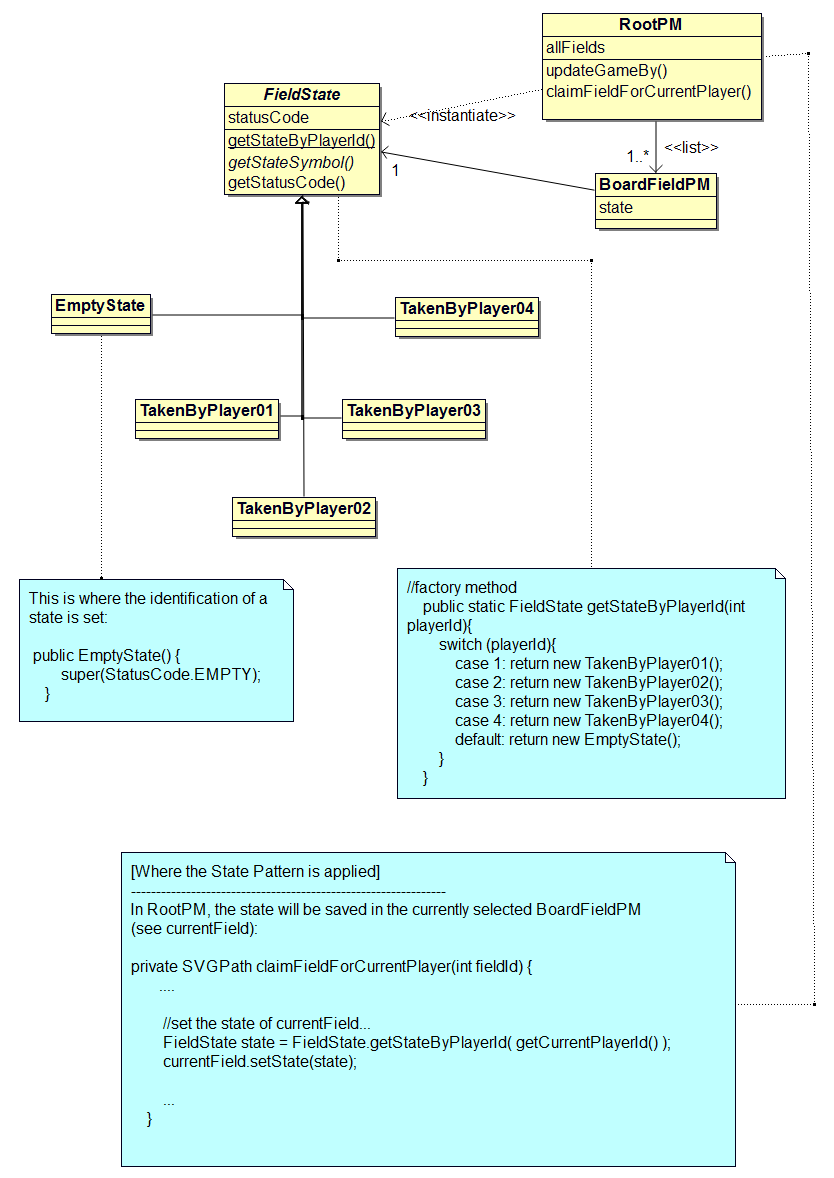 RootPM
allFields
updateGameBy()
claimFieldForCurrentPlayer()
FieldState
statusCode
getStateByPlayerId()
getStateSymbol()
getStatusCode()
<<instantiate>>
1..*
<<list>>
1
BoardFieldPM
state
EmptyState
TakenByPlayer04
TakenByPlayer01
TakenByPlayer03
TakenByPlayer02
This is where the identification of a
state is set:
public EmptyState() {
super(StatusCode.EMPTY);
}
//factory method
public static FieldState getStateByPlayerId(int
playerId){
switch (playerId){
case 1: return new TakenByPlayer01();
case 2: return new TakenByPlayer02();
case 3: return new TakenByPlayer03();
case 4: return new TakenByPlayer04();
default: return new EmptyState();
}
}
[Where the State Pattern is applied]
---------------------------------------------------------------
In RootPM, the state will be saved in the currently selected BoardFieldPM
(see currentField):
private SVGPath claimFieldForCurrentPlayer(int fieldId) {
....
//set the state of currentField...
FieldState state = FieldState.getStateByPlayerId( getCurrentPlayerId() );
currentField.setState(state);
...
}